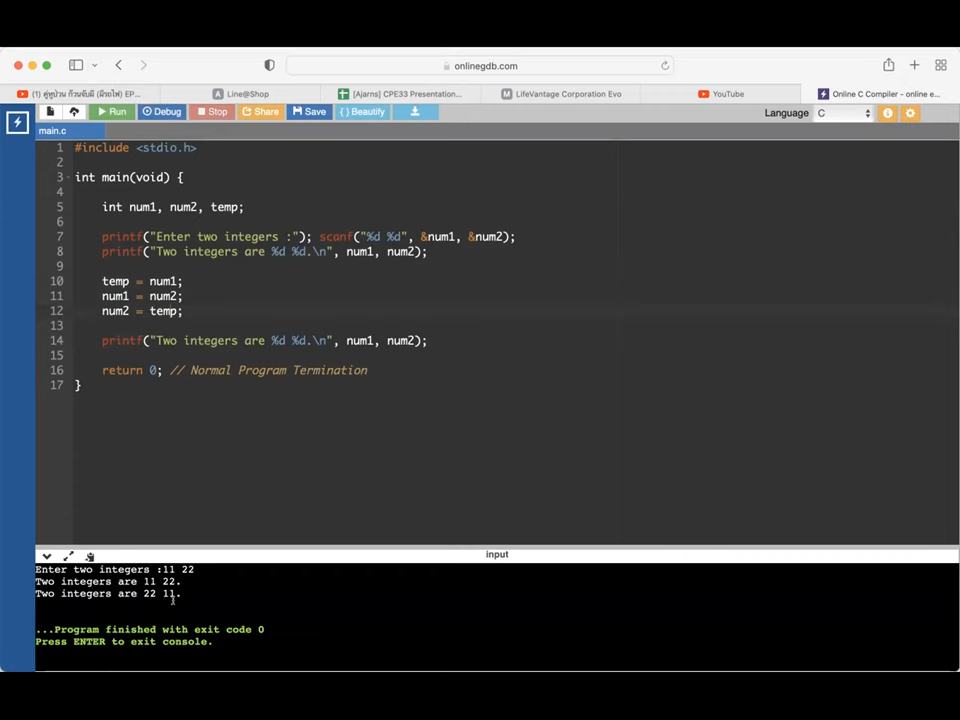 onlinegdb.com
(1) คู่หูป่วน ก๊วนจับผี (มีรถไฟ) EP...
Line@Shop
[Ajarns] CPE33 Presentation...
LifeVantage Corporation Evo
YouTube
Online C Compiler - online e...
Run
Debug
Stop
Share
Save
{ } Beautify
Language
C
main.c
1 #include <stdio.h>
2
3 int main(void) {
4
5 int num1, num2, temp;
6
7 printf("Enter two integers :"); scanf("%d %d", &num1, &num2);
8 printf("Two integers are %d %d.\n", num1, num2);
9
10 temp = num1;
11 num1 = num2;
12 num2 = temp;
13
14 printf("Two integers are %d %d.\n", num1, num2);
15
16 return 0; // Normal Program Termination
17 }
input
Enter two integers :11 22
Two integers are 11 22.
Two integers are 22 11.
...Program finished with exit code 0
Press ENTER to exit console.